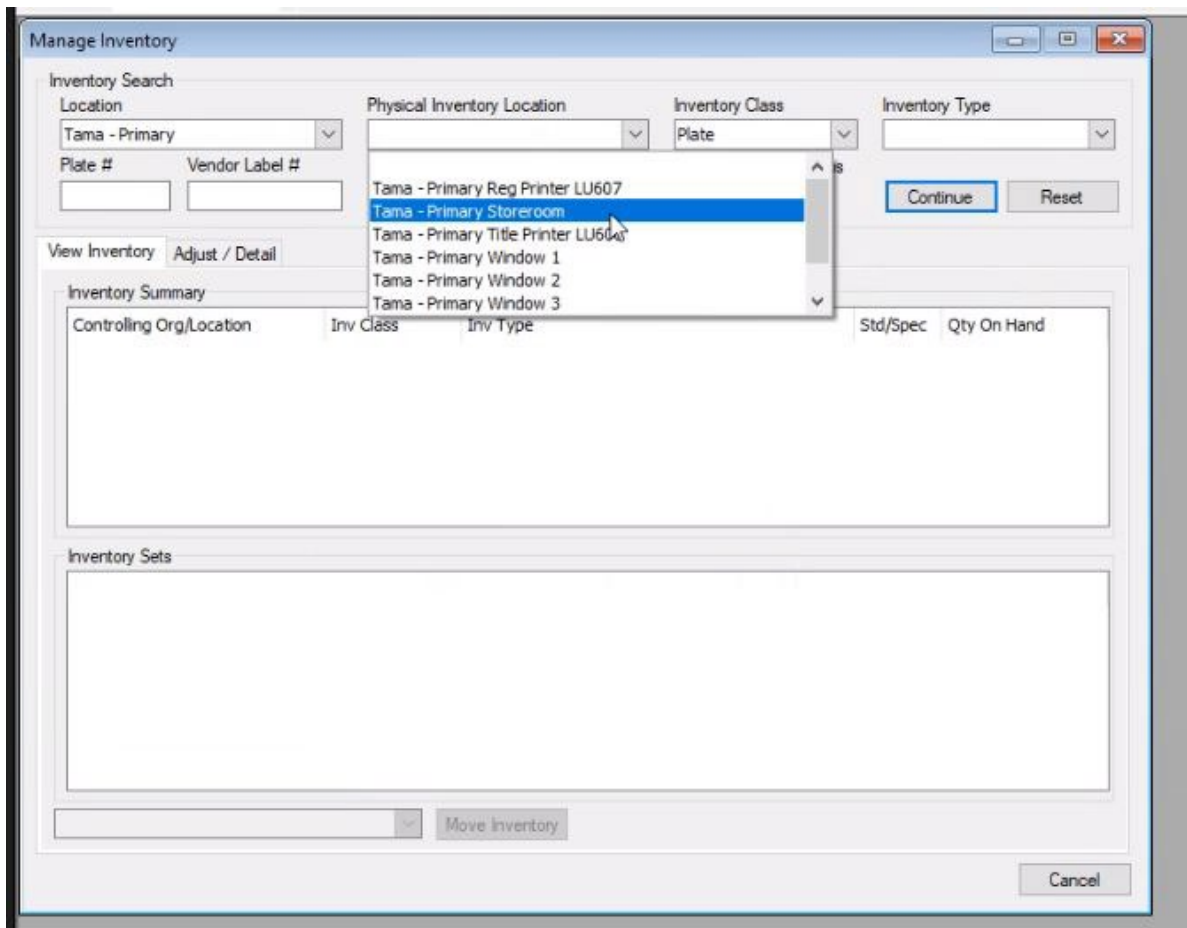 Manage Inventory
Inventory Search
Location Physical Inventory Location Inventory Class Inventory Type
Tama - Primary Plate
Plate # Vendor Label #
Tama - Primary Reg Printer LU607
Tama - Primary Storeroom
Tama - Primary Title Printer
Tama - Primary Window 1
Tama - Primary Window 2
Tama - Primary Window 3
Continue Reset
View Inventory Adjust / Detail
Inventory Summary
Controlling Org/Location Inv Class Inv Type Std/Spec Qty On Hand
Inventory Sets
Move Inventory
Cancel